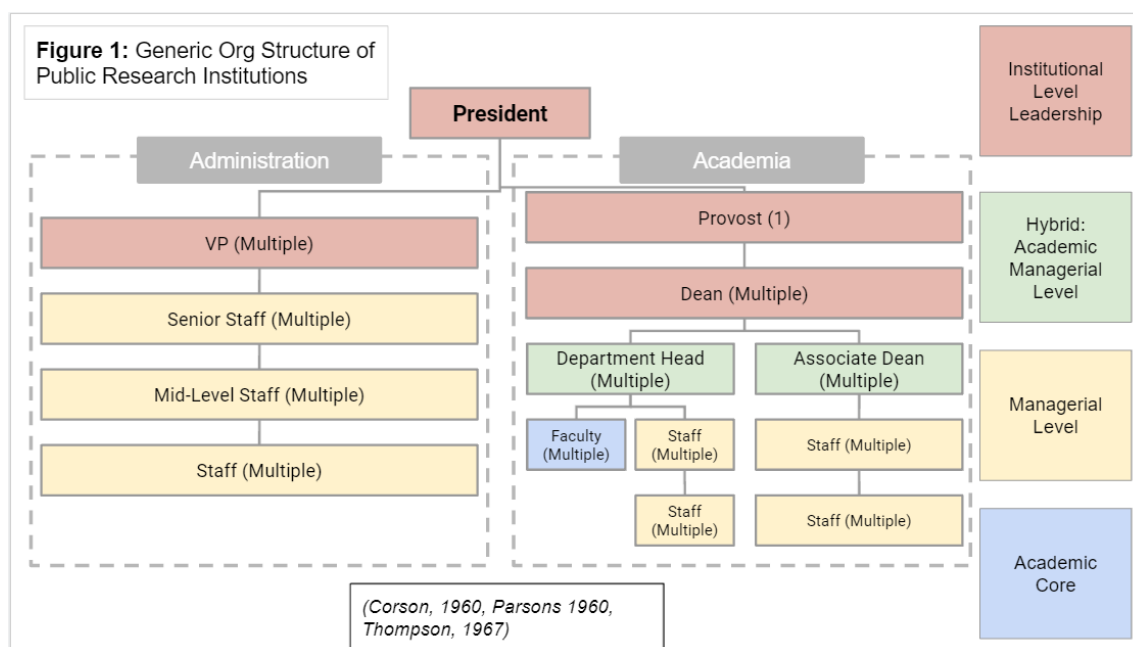 Figure 1: Generic Org Structure of
Public Research Institutions
President
Administration
VP (Multiple)
Senior Staff (Multiple)
Mid-Level Staff (Multiple)
Staff (Multiple)
Academia
Provost (1)
Dean (Multiple)
Department Head
(Multiple)
Associate Dean
(Multiple)
Faculty
(Multiple)
Staff
(Multiple)
Staff (Multiple)
Staff
(Multiple)
Staff (Multiple)
Institutional
Level
Leadership
Hybrid:
Academic
Managerial
Level
Managerial
Level
Academic
Core
(Corson, 1960, Parsons 1960,
Thompson, 1967)